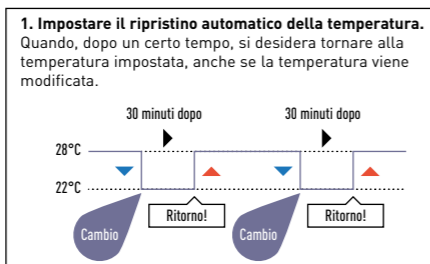 1. Impostare il ripristino automatico della temperatura.
Quando, dopo un certo tempo, si desidera tornare alla
temperatura impostata, anche se la temperatura viene
modificata.
30 minuti dopo
30 minuti dopo
28°C
22°C
Ritorno!
Ritorno!
Cambio
Cambio